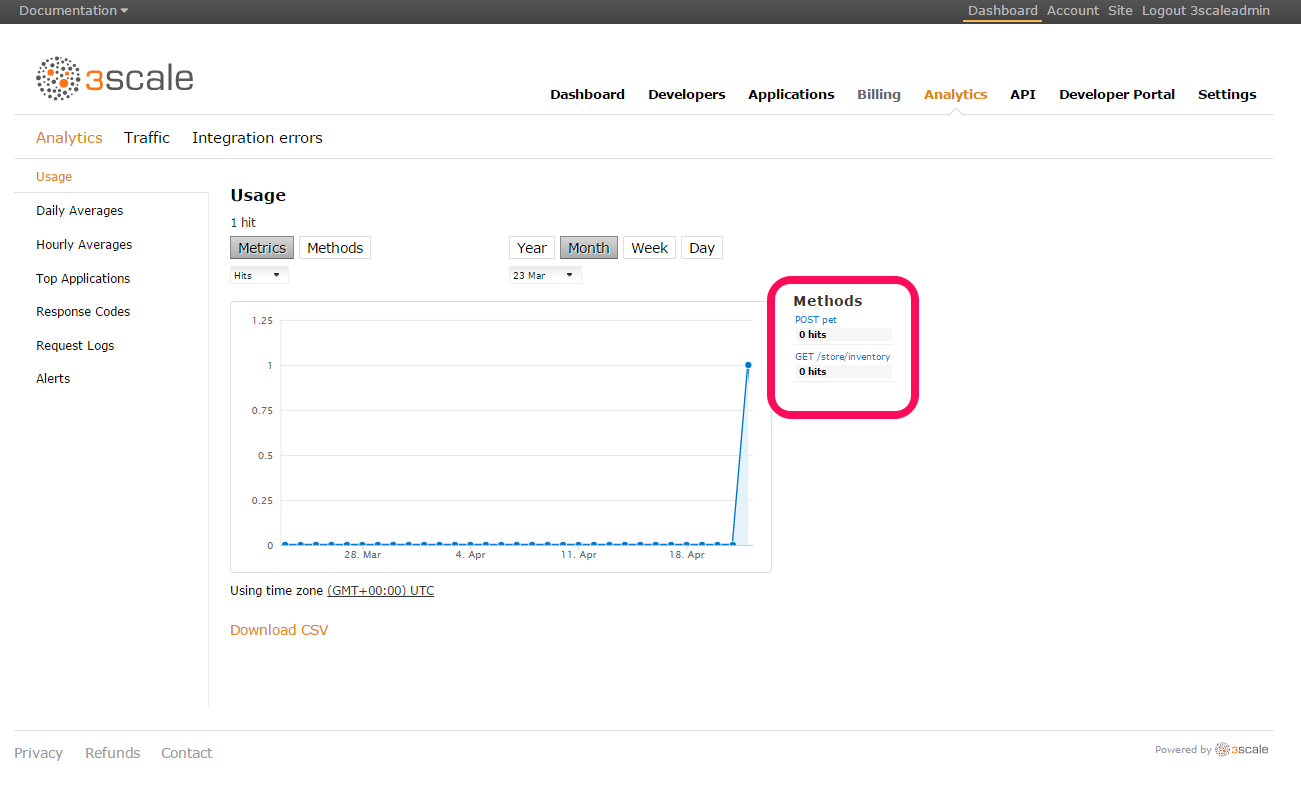 Documentation
Dashboard Account Site Logout 3scaleadmin
3scale
Dashboard Developers Applications Billing Analytics API Developer Portal Settings
Analytics Traffic Integration errors
Usage
Daily Averages
Hourly Averages
Top Applications
Response Codes
Request Logs
Alerts
Usage
1 hit
Metrics Methods Year Month Week Day
Hits 23 Mar
1.25
1
0.75
0.5
0.25
0
28. Mar 4. Apr 11. Apr 18. Apr
Methods
POST pet
0 hits
GET /store/inventory
0 hits
Using time zone (GMT+00:00) UTC
Download CSV
Privacy Refunds Contact
Powered by 3scale